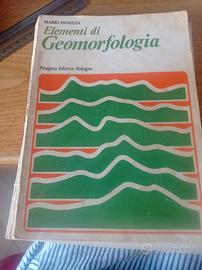 MARIO PANIZZA
Elementi di
Geomorfologia
Pitagora Editrice Bologna